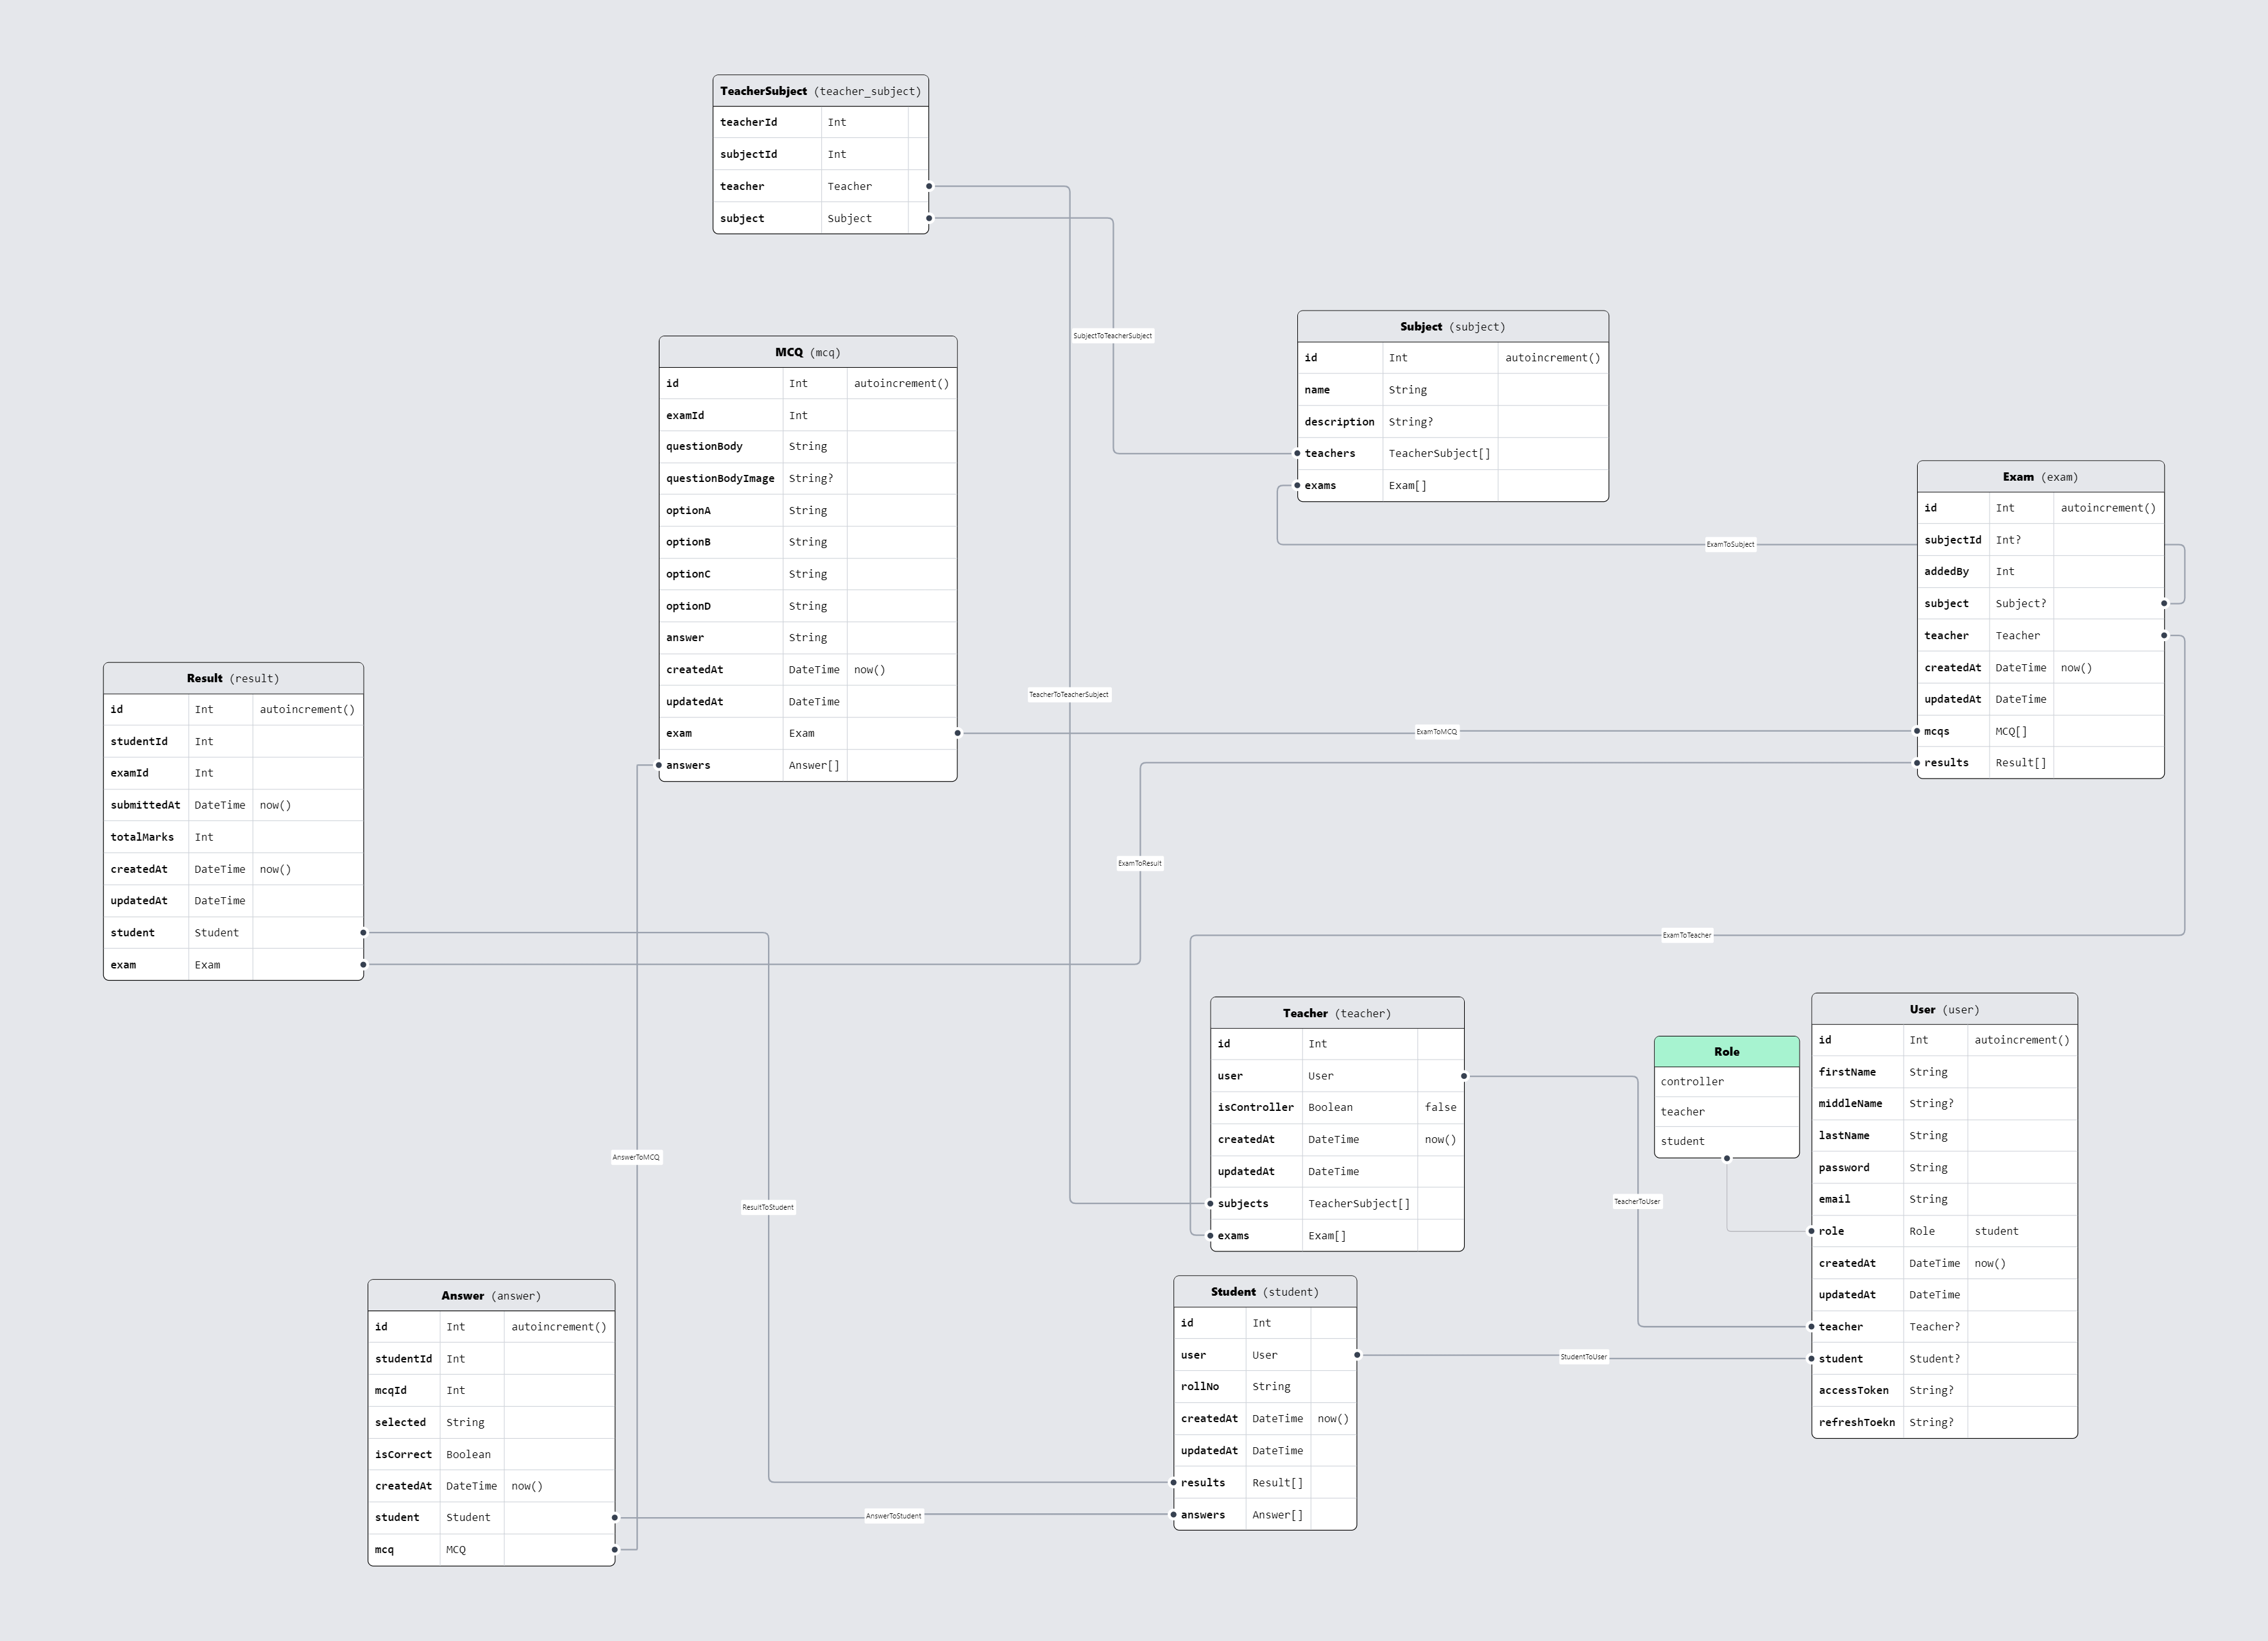 TeacherSubject (teacher_subject)
teacherId Int
subjectId Int
teacher Teacher
subject Subject
SubjectToTeacherSubject
MCQ (mcq)
id Int autoincrement()
examId Int
questionBody String
questionBodyImage String?
optionA String
optionB String
optionC String
optionD String
answer String
createdAt DateTime now()
updatedAt DateTime
exam Exam
answers Answer[]
Subject (subject)
id Int autoincrement()
name String
description String?
teachers TeacherSubject[]
exams Exam[]
ExamToSubject
Exam (exam)
id Int autoincrement()
subjectId Int?
addedBy Int
subject Subject?
teacher Teacher
createdAt DateTime now()
updatedAt DateTime
mcqs MCQ[]
results Result[]
TeacherToTeacherSubject
ExamToMCQ
Result (result)
id Int autoincrement()
studentId Int
examId Int
submittedAt DateTime now()
totalMarks Int
createdAt DateTime now()
updatedAt DateTime
student Student
exam Exam
ExamToResult
ExamToTeacher
Teacher (teacher)
id Int
user User
isController Boolean false
createdAt DateTime now()
updatedAt DateTime
subjects TeacherSubject[]
exams Exam[]
Role
controller
teacher
student
User (user)
id Int autoincrement()
firstName String
middleName String?
lastName String
password String
email String
role Role student
createdAt DateTime now()
updatedAt DateTime
teacher Teacher?
student Student?
accessToken String?
refreshToekn String?
AnswerToMCQ
ResultToStudent
TeacherToUser
Answer (answer)
id Int autoincrement()
studentId Int
mcqId Int
selected String
isCorrect Boolean
createdAt DateTime now()
student Student
mcq MCQ
AnswerToStudent
Student (student)
id Int
user User
rollNo String
createdAt DateTime now()
updatedAt DateTime
results Result[]
answers Answer[]
StudentToUser